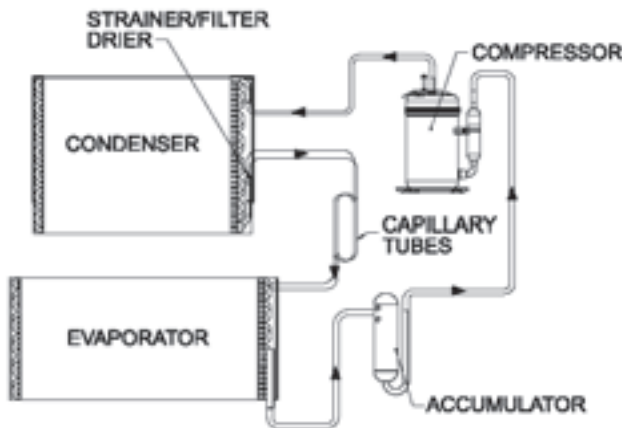 STRAINER/FILTER
DRIER
COMPRESSOR
CONDENSER
CAPILLARY
TUBES
EVAPORATOR
ACCUMULATOR